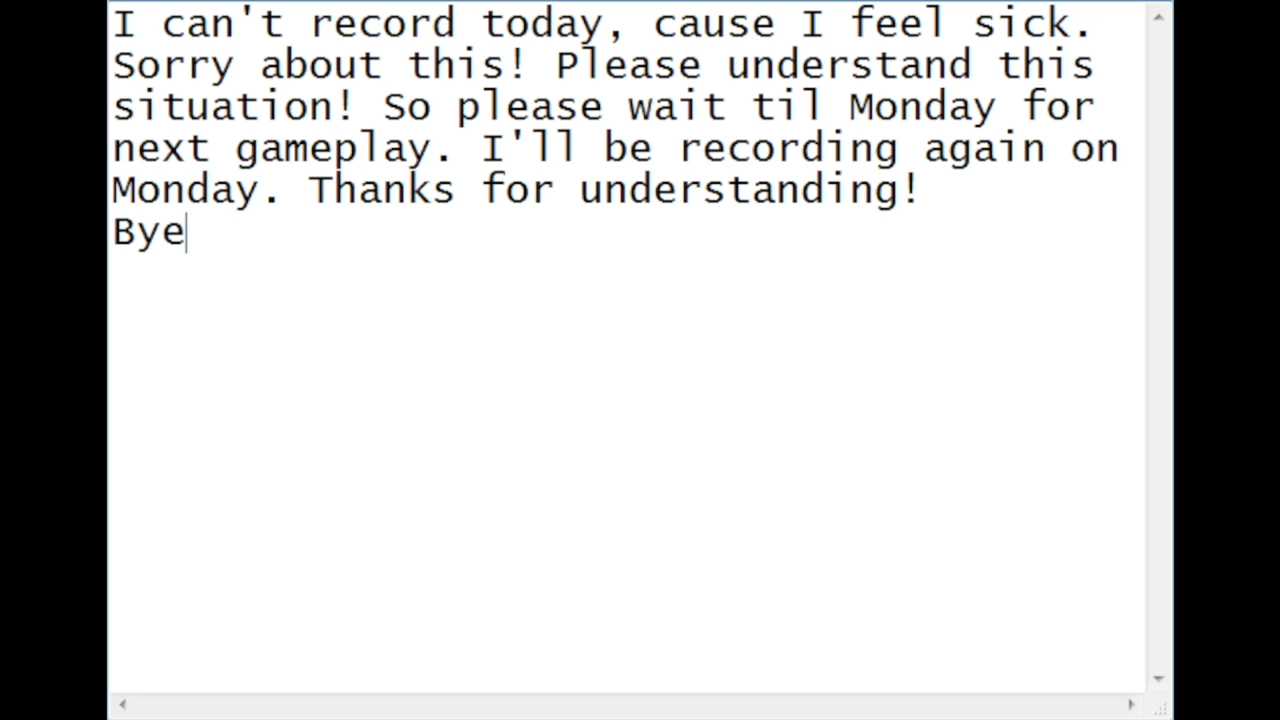 I can't record today, cause I feel sick.
Sorry about this! Please understand this
situation! So please wait til Monday for
next gameplay. I'll be recording again on
Monday. Thanks for understanding!
Bye